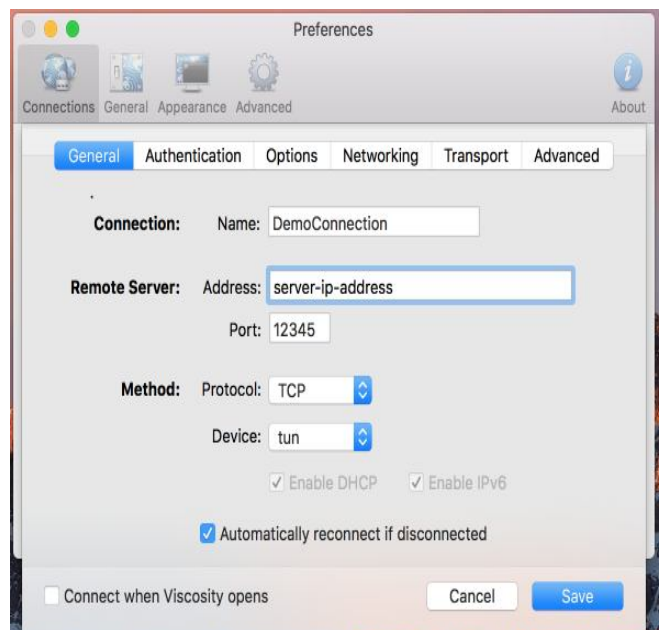 Preferences
Connections General Appearance Advanced About
General Authentication Options Networking Transport Advanced
Connection: Name: DemoConnection
Remote Server: Address: server-ip-address
Port: 12345
Method: Protocol: TCP
Device: tun
Enable DHCP Enable IPv6
Automatically reconnect if disconnected
Connect when Viscosity opens Cancel Save